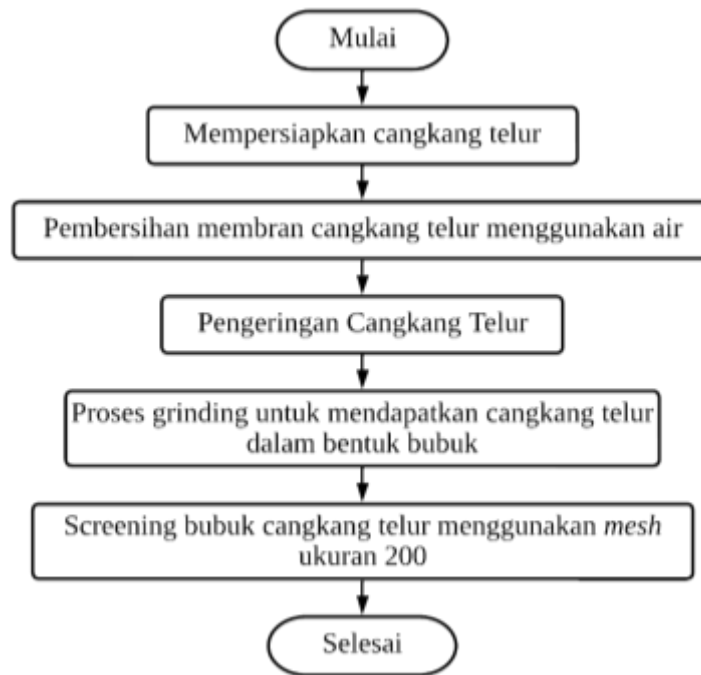 Mulai
Mempersiapkan cangkang telur
Pembersihan membran cangkang telur menggunakan air
Pengeringan Cangkang Telur
Proses grinding untuk mendapatkan cangkang telur
dalam bentuk bubuk
Screening bubuk cangkang telur menggunakan mesh
ukuran 200
Selesai